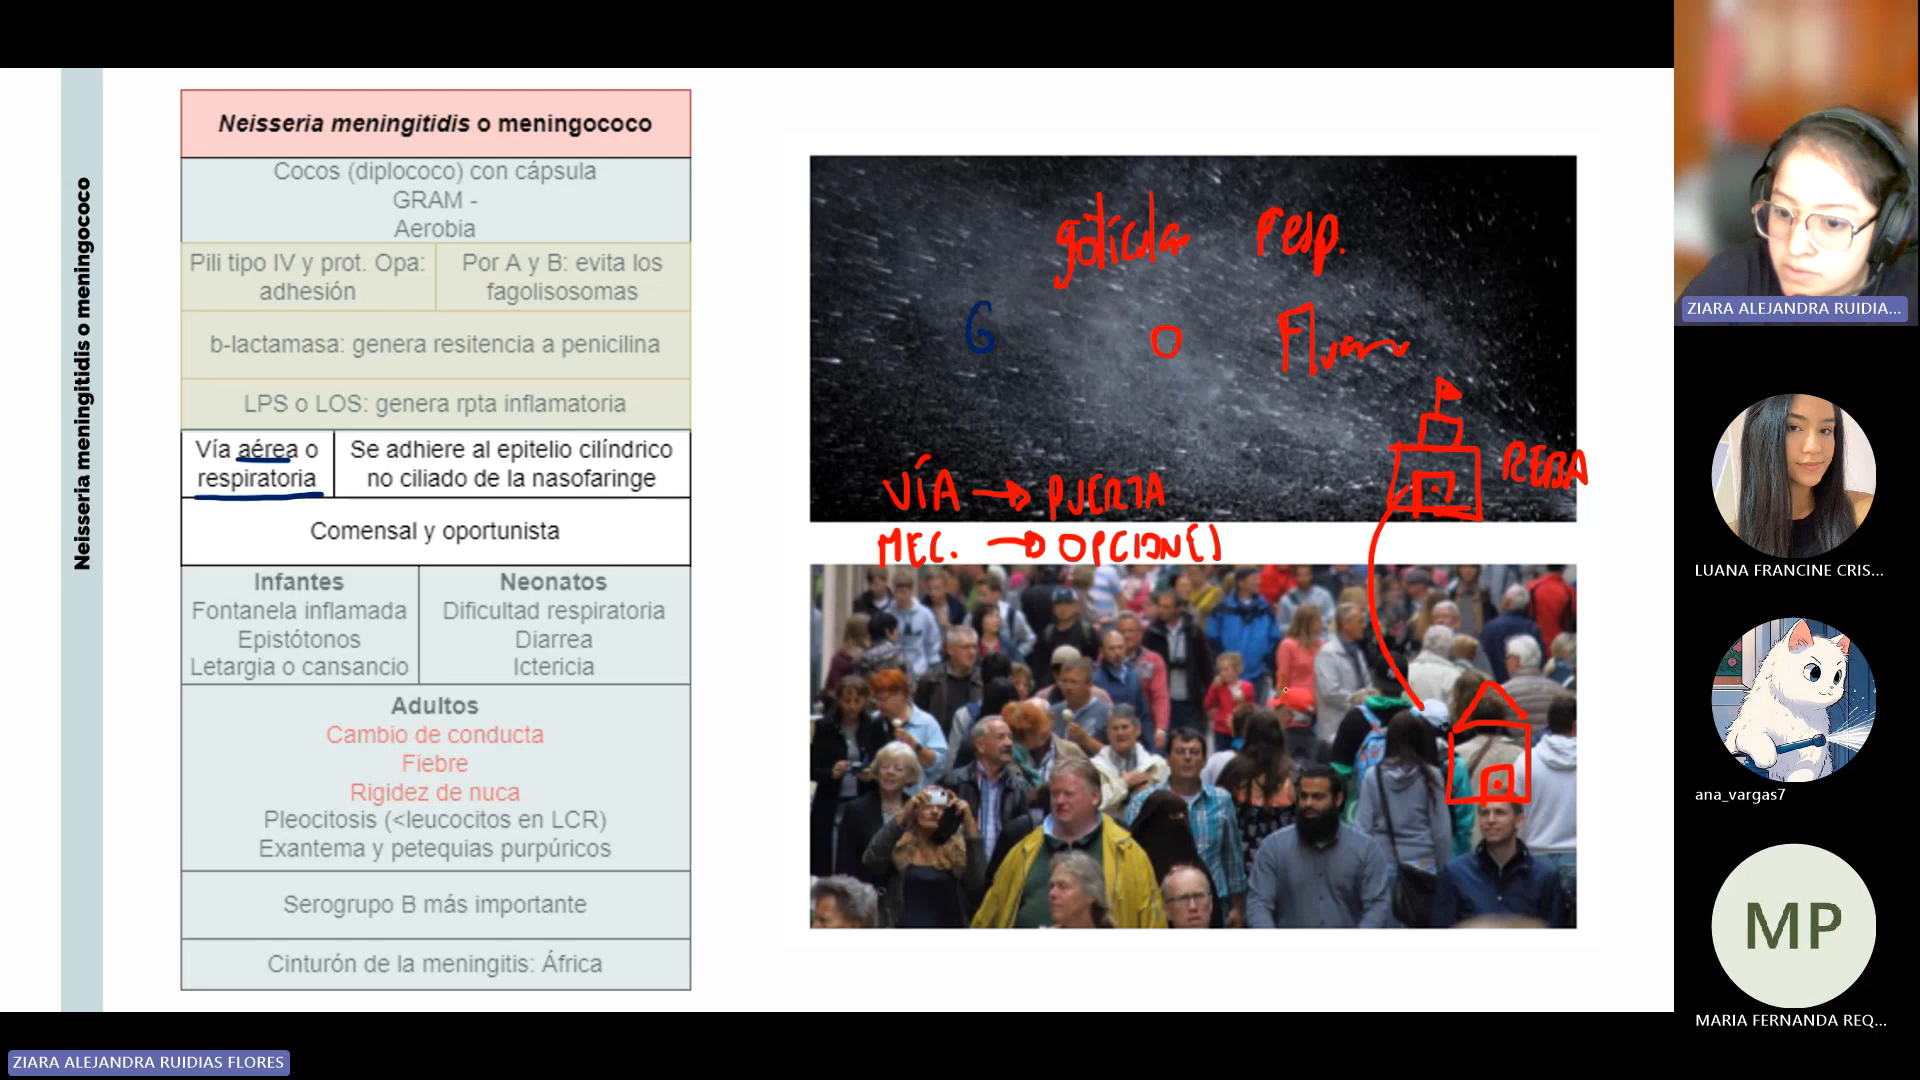 Neisseria meningitidis o meningococo
Neisseria meningitidis o meningococo
Cocos (diplococo) con cápsula
GRAM -
Aerobia
Pili tipo IV y prot. Opa:
adhesión
Por A y B: evita los
fagolisosomas
b-lactamasa: genera resitencia a penicilina
LPS o LOS: genera rpta inflamatoria
Vía aérea o
respiratoria
Se adhiere al epitelio cilíndrico
no ciliado de la nasofaringe
Comensal y oportunista
Infantes
Fontanela inflamada
Epistótonos
Letargia o cansancio
Neonatos
Dificultad respiratoria
Diarrea
Ictericia
Adultos
Cambio de conducta
Fiebre
Rigidez de nuca
Pleocitosis (<leucocitos en LCR)
Exantema y petequias purpúricos
Serogrupo B más importante
Cinturón de la meningitis: África
gotículas resp.
G
O
VÍA → PUERTA
MEC. → OPCIONES
ZIARA ALEJANDRA RUIDIA...
LUANA FRANCINE CRIS...
ana_vargas7
MP
MARIA FERNANDA REQ...
ZIARA ALEJANDRA RUIDIAS FLORES